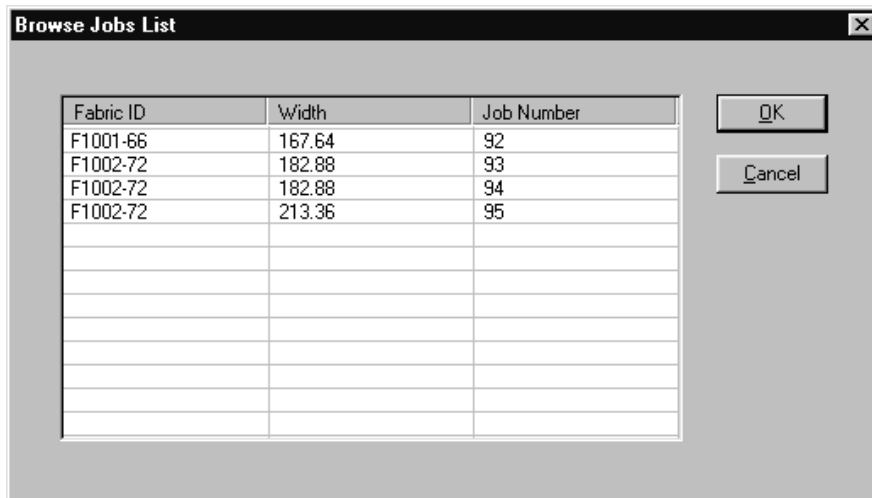 Browse Jobs List
Fabric ID Width Job Number
F1001-66 167.64 92
F1002-72 182.88 93
F1002-72 182.88 94
F1002-72 213.36 95
OK
Cancel